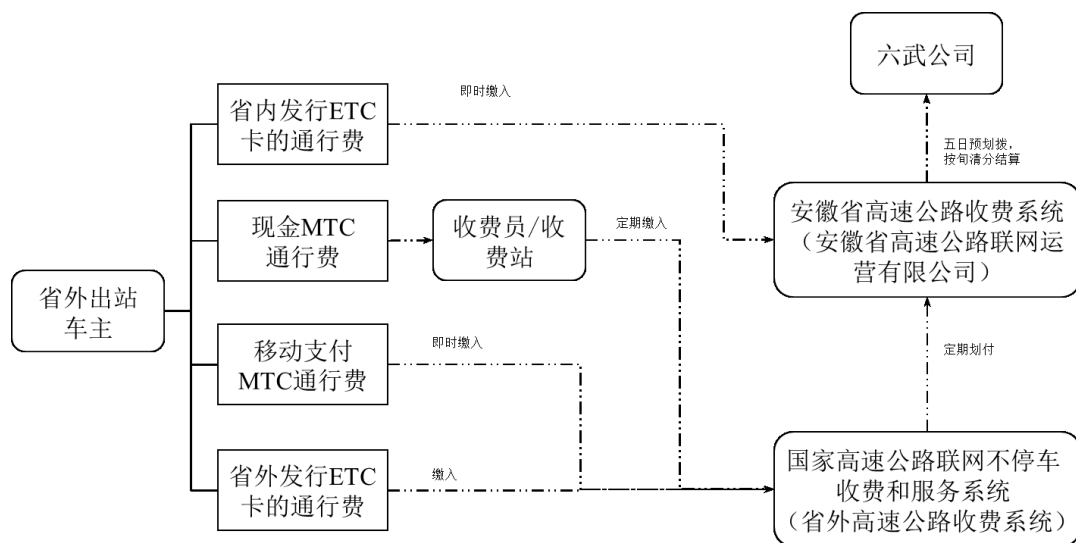 六武公司
即时缴入
省内发行ETC
卡的通行费
五日预划拨，
按旬清分结算
现金MTC
通行费
收费员/收
费站
定期缴入
安徽省高速公路收费系统
（安徽省高速公路联网运
营有限公司）
省外出站
车主
移动支付
MTC通行费
即时缴入
定期划付
省外发行ETC
卡的通行费
缴入
国家高速公路联网不停车
收费和服务系统
（省外高速公路收费系统）